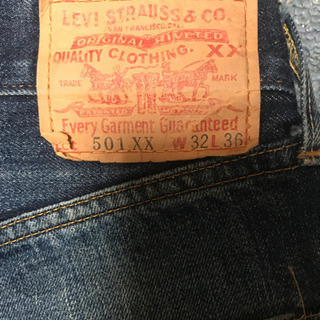 LEVI STRAUSS & CO.
SAN FRANCISCO, CAL.
ORIGINAL RIVETED
QUALITY CLOTHING. XX
TRADE MARK
Every Garment Guaranteed
501XX W32 L36